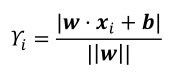 γᵢ = |w · xᵢ + b| / ||w||